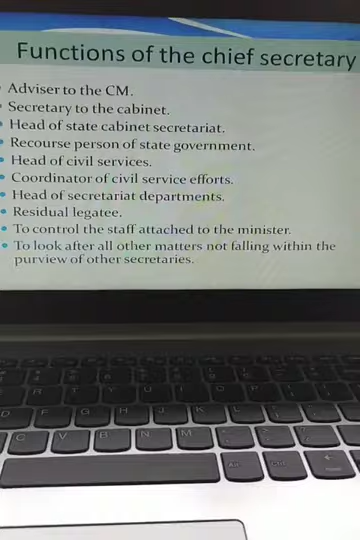 Functions of the chief secretary
Adviser to the CM.
Secretary to the cabinet.
Head of state cabinet secretariat.
Recourse person of state government.
Head of civil services.
Coordinator of civil service efforts.
Head of secretariat departments.
Residual legatee.
To control the staff attached to the minister.
To look after all other matters not falling within the
purview of other secretaries.
R T Y U I O P
D F G H J K L
C V B N M
Alt